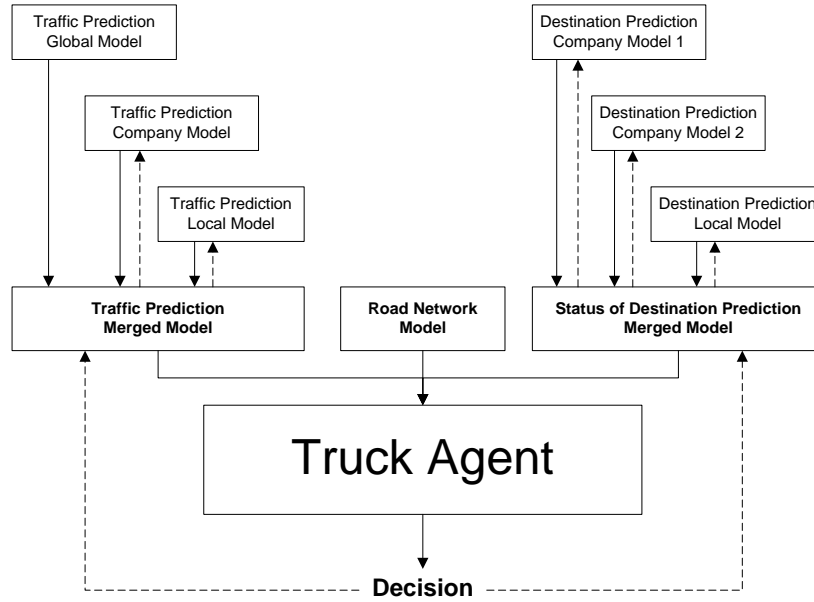 Traffic Prediction
Global Model
Destination Prediction
Company Model 1
Traffic Prediction
Company Model
Destination Prediction
Company Model 2
Traffic Prediction
Local Model
Destination Prediction
Local Model
Traffic Prediction
Merged Model
Road Network
Model
Status of Destination Prediction
Merged Model
Truck Agent
Decision